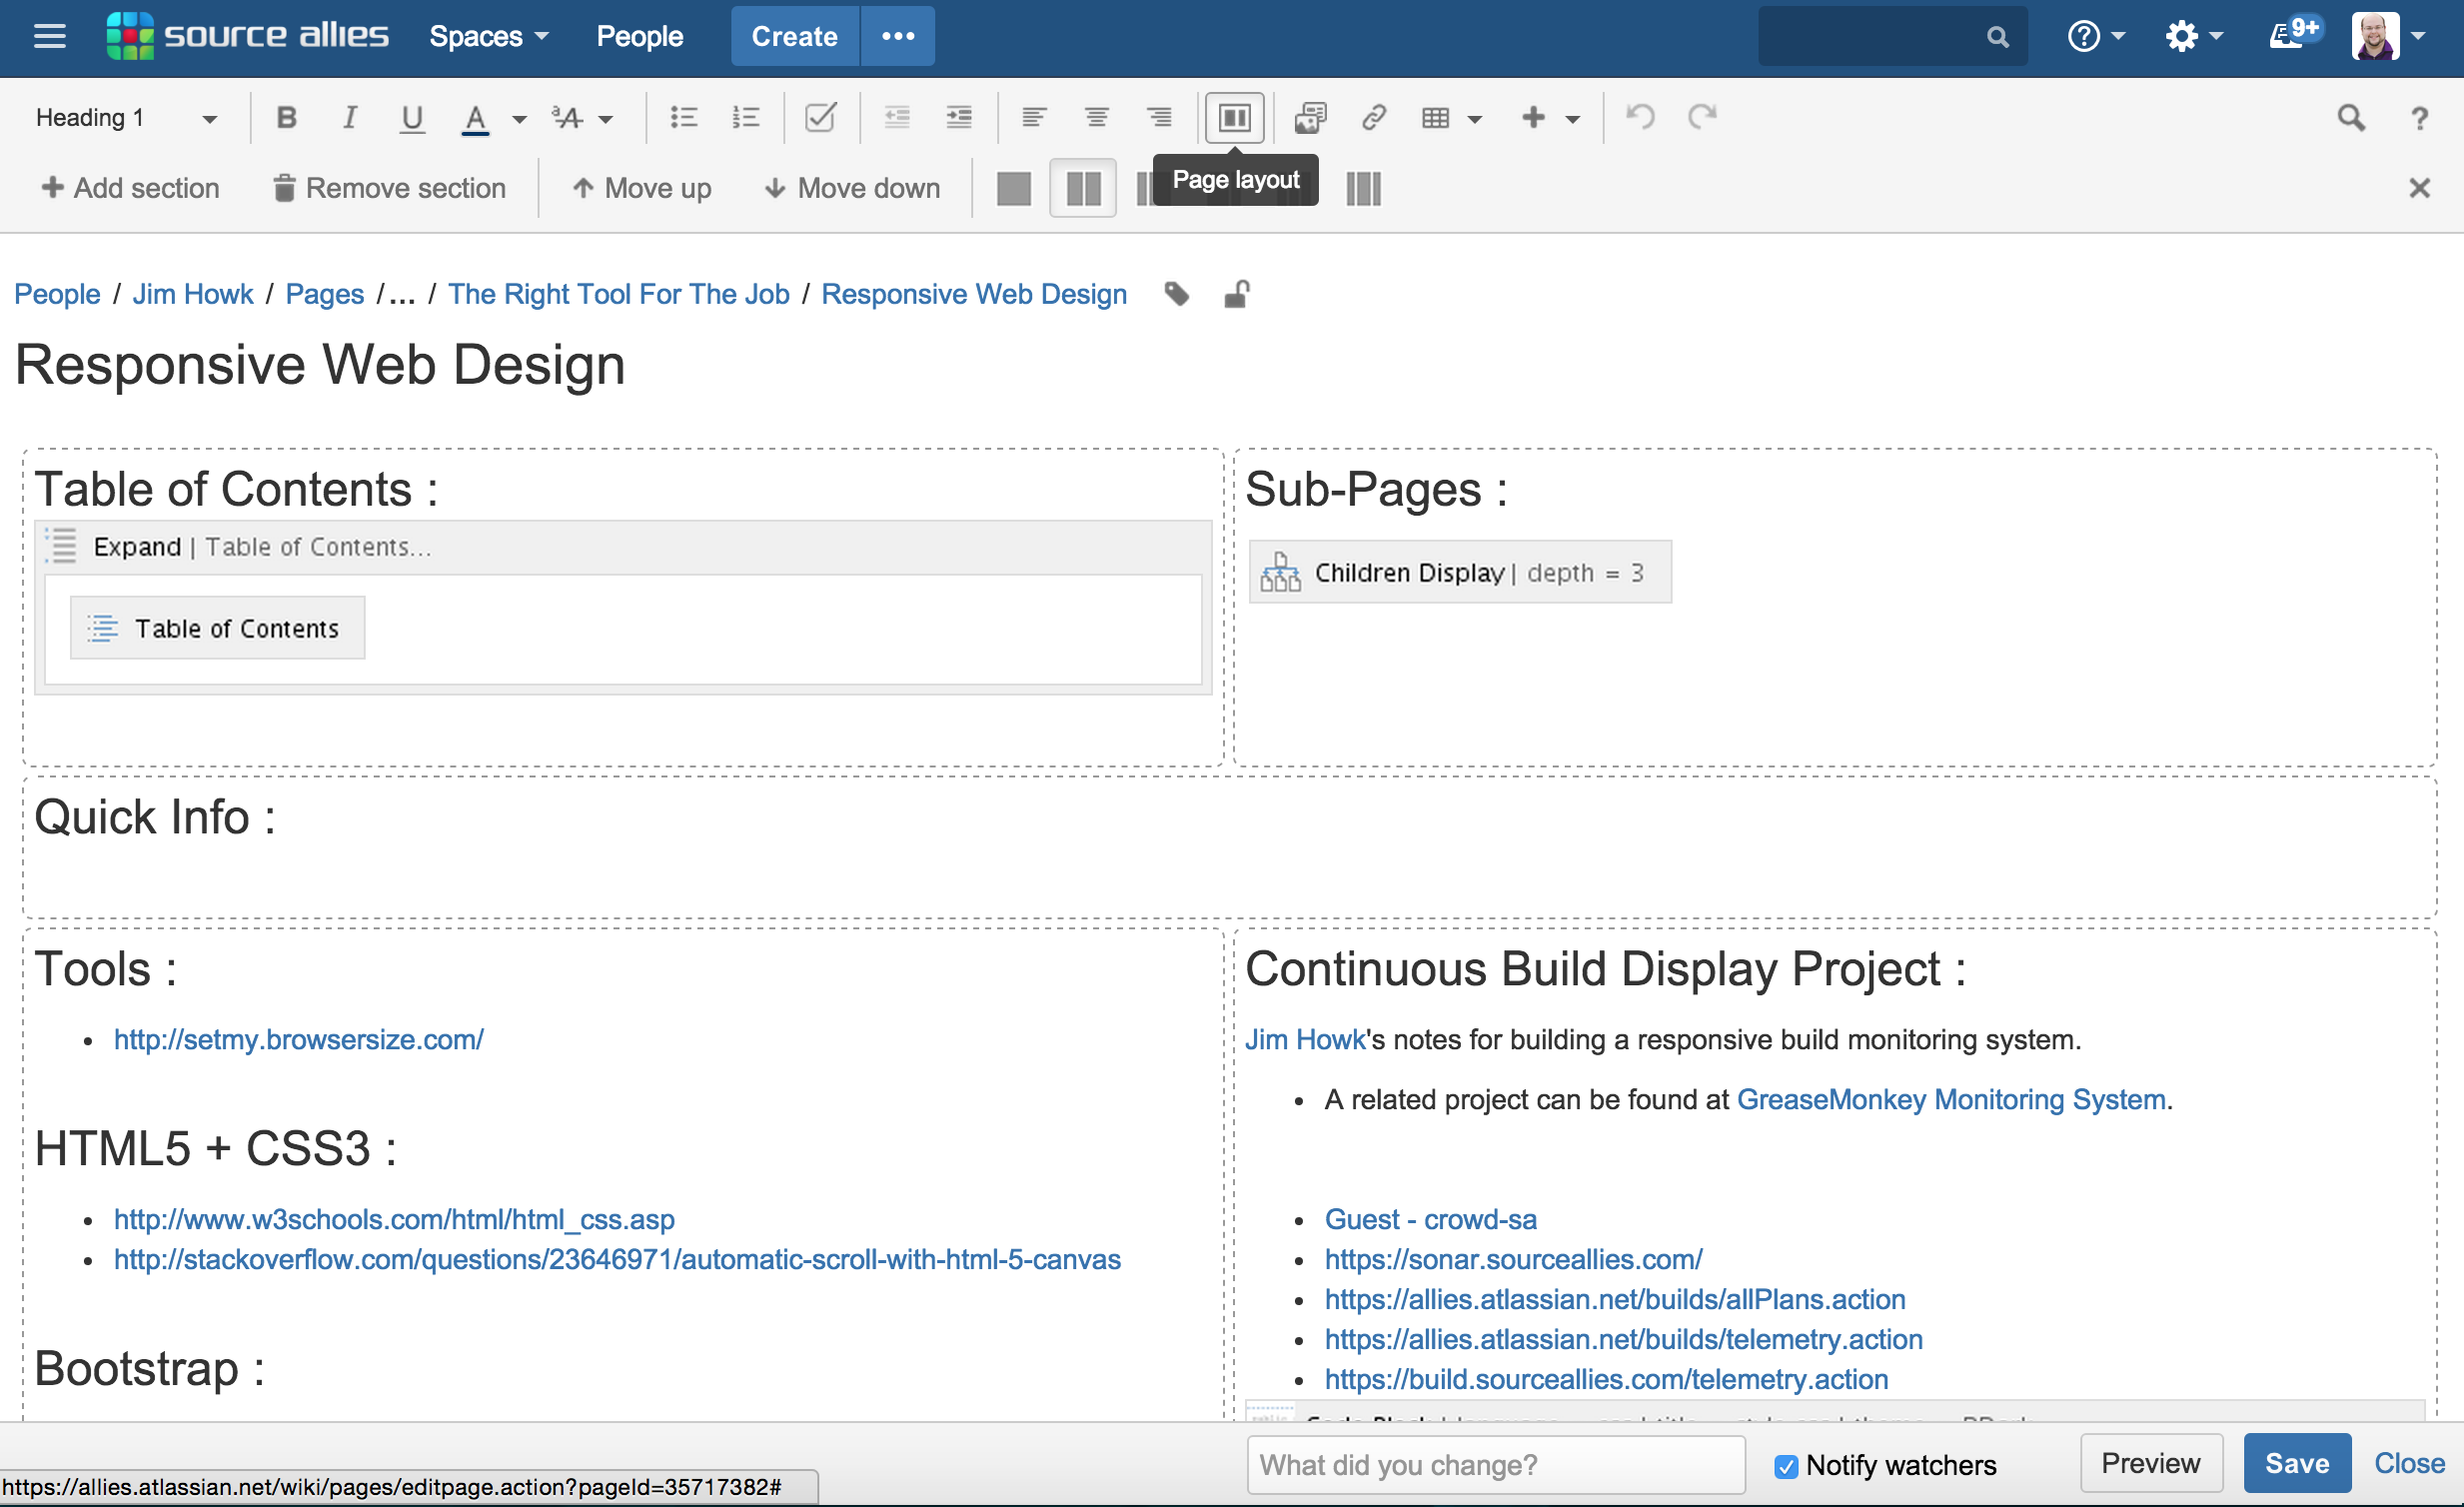 source allies Spaces People Create ••• 9+
Heading 1 B I U A ªA ?
Add section Remove section Move up Move down Page layout
People / Jim Howk / Pages /... / The Right Tool For The Job / Responsive Web Design
Responsive Web Design
Table of Contents :
Expand | Table of Contents...
Table of Contents
Sub-Pages :
Children Display | depth = 3
Quick Info :
Tools :
• http://setmy.browsersize.com/
HTML5 + CSS3 :
• http://www.w3schools.com/html/html_css.asp
• http://stackoverflow.com/questions/23646971/automatic-scroll-with-html-5-canvas
Bootstrap :
Continuous Build Display Project :
Jim Howk's notes for building a responsive build monitoring system.
• A related project can be found at GreaseMonkey Monitoring System.
• Guest - crowd-sa
• https://sonar.sourceallies.com/
• https://allies.atlassian.net/builds/allPlans.action
• https://allies.atlassian.net/builds/telemetry.action
• https://build.sourceallies.com/telemetry.action
What did you change? Notify watchers Preview Save Close
https://allies.atlassian.net/wiki/pages/editpage.action?pageId=35717382#